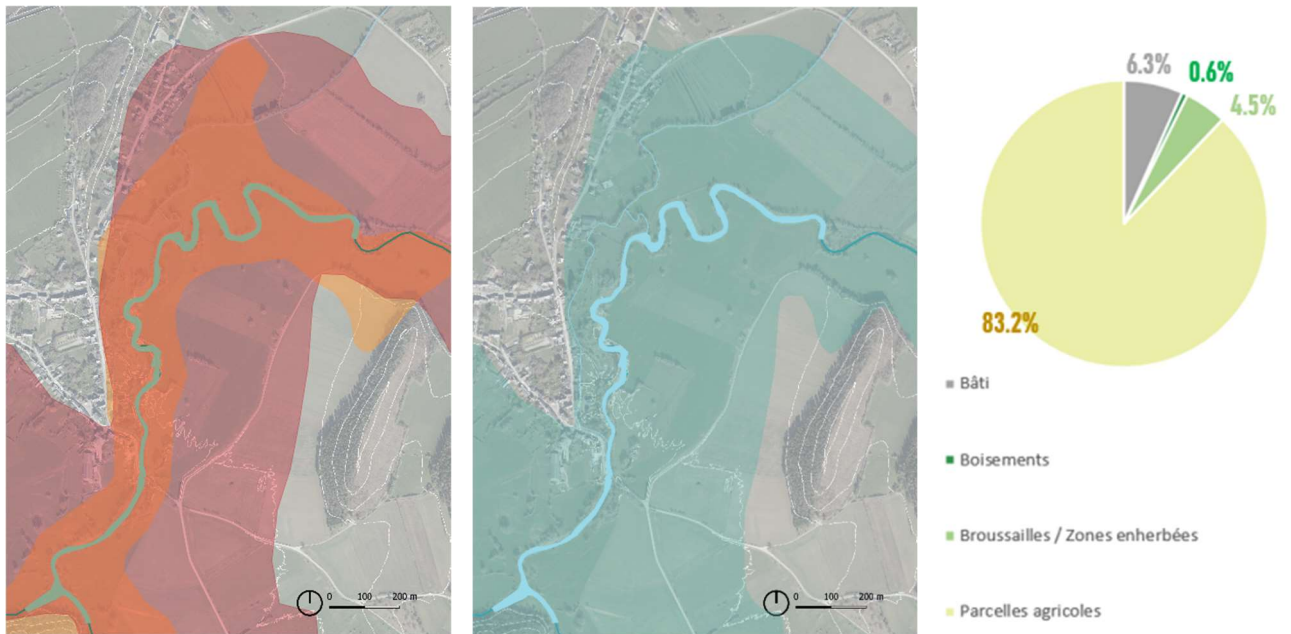 0 100 200 m
0 100 200 m
6.3%
0.6%
4.5%
83.2%
Bâti
Boisements
Broussailles / Zones enherbées
Parcelles agricoles